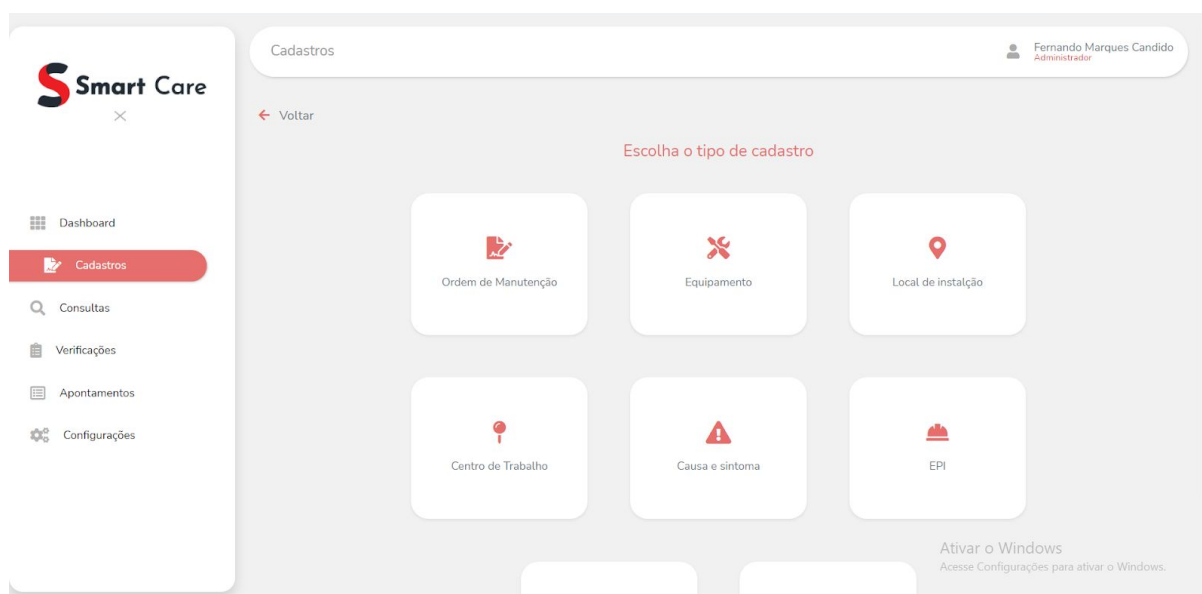 Cadastros
Fernando Marques Candido
Administrador
Smart Care
Voltar
Escolha o tipo de cadastro
Dashboard
Cadastros
Consultas
Verificações
Apontamentos
Configurações
Ordem de Manutenção
Equipamento
Local de instalção
Centro de Trabalho
Causa e sintoma
EPI
Ativar o Windows
Acesse Configurações para ativar o Windows.